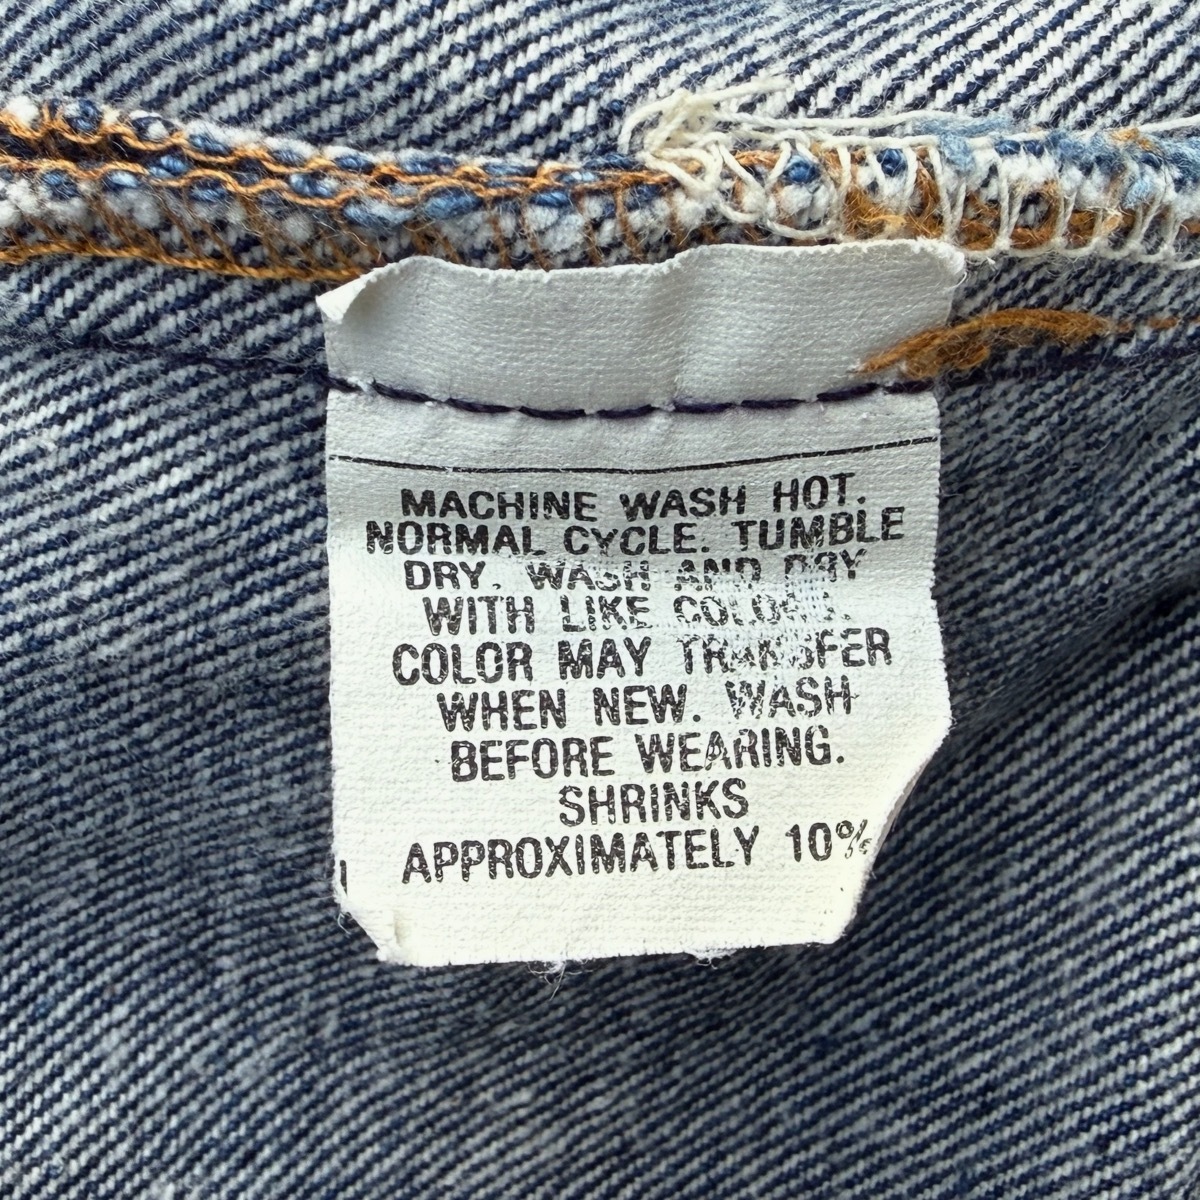 MACHINE WASH HOT.
NORMAL CYCLE. TUMBLE
DRY. WASH AND DRY
WITH LIKE COLORS.
COLOR MAY TRANSFER
WHEN NEW. WASH
BEFORE WEARING.
SHRINKS
APPROXIMATELY 10%